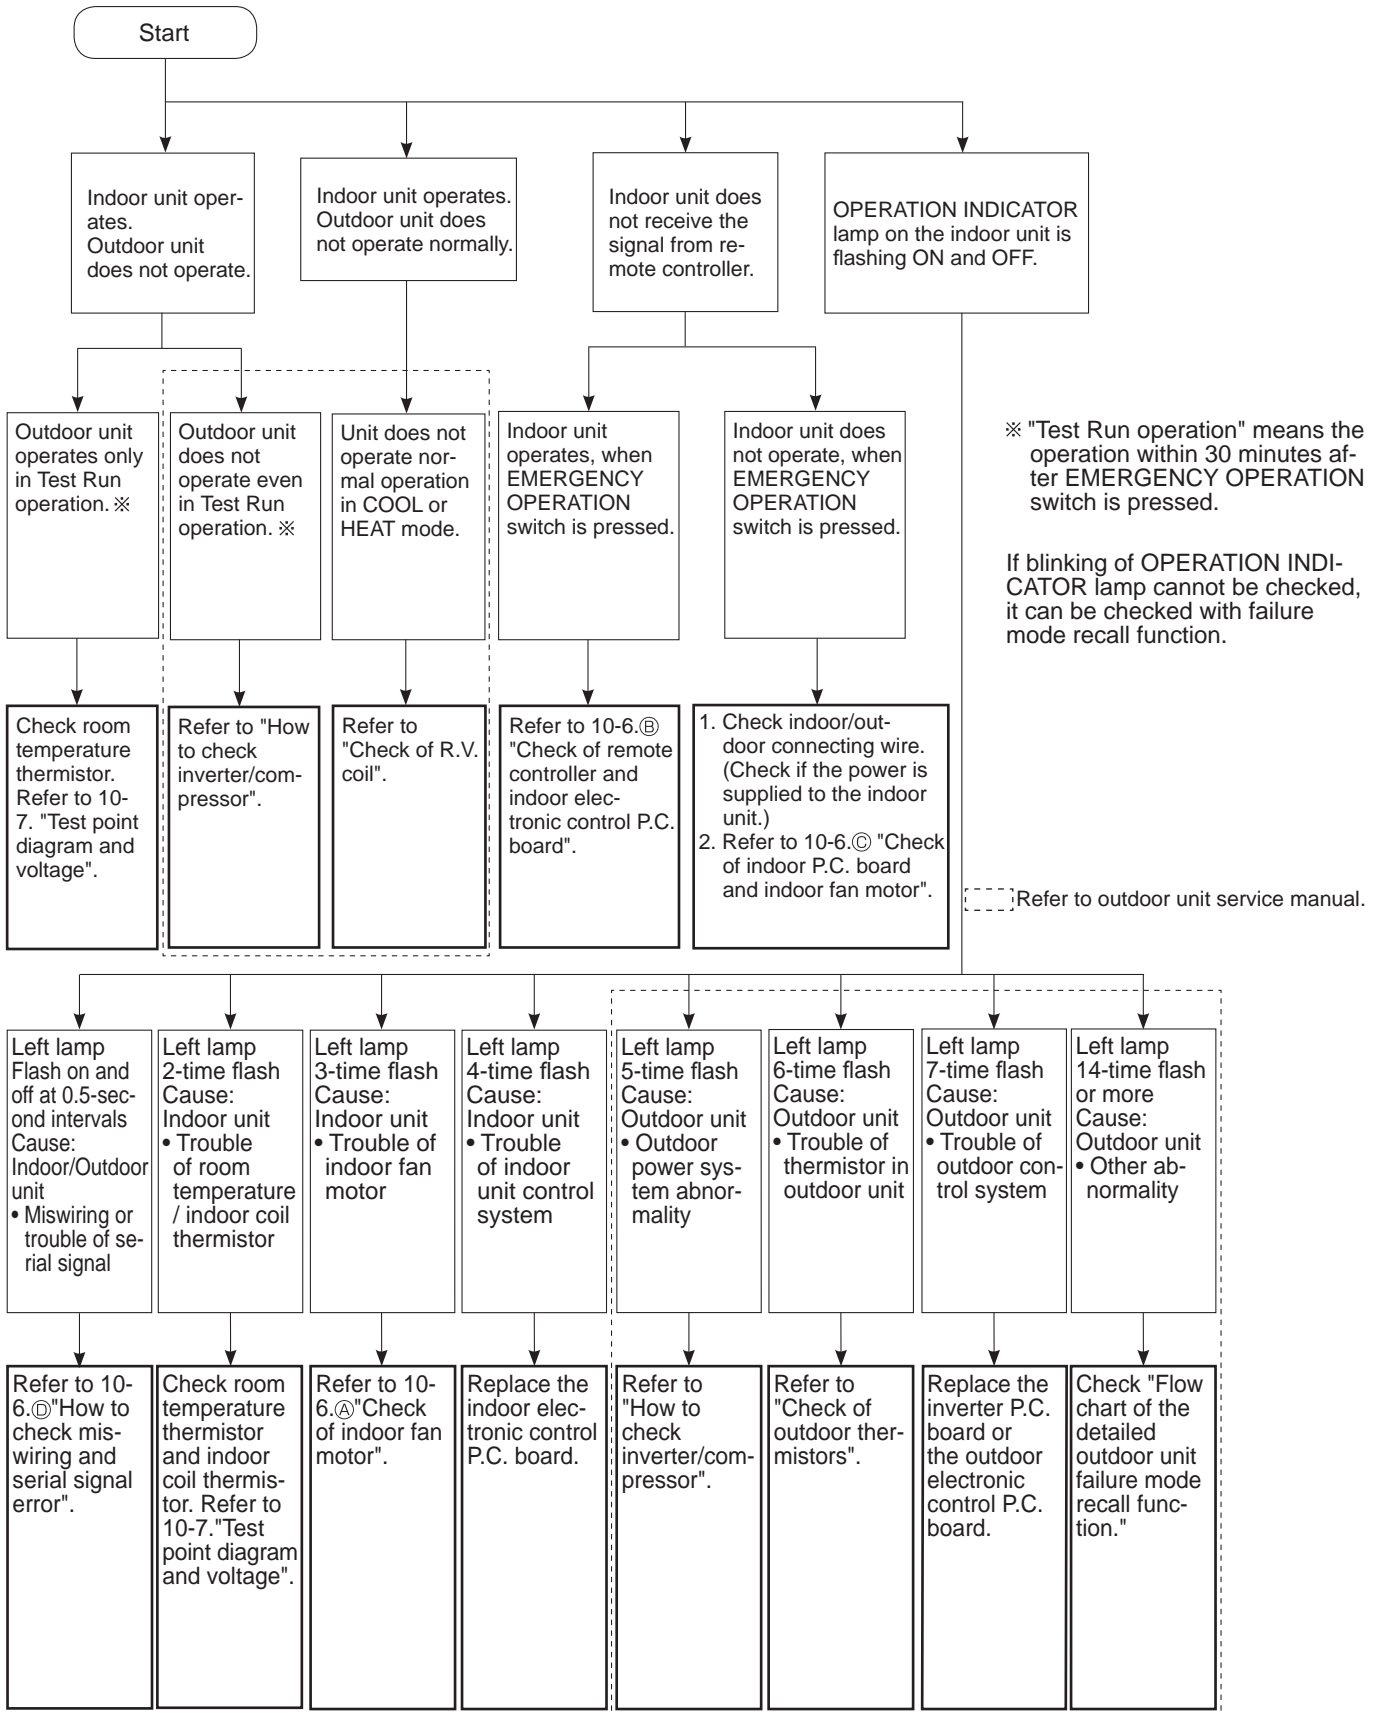 Start
Indoor unit oper-
ates.
Outdoor unit
does not operate.
Indoor unit operates.
Outdoor unit does
not operate normally.
Indoor unit does
not receive the
signal from re-
mote controller.
OPERATION INDICATOR
lamp on the indoor unit is
flashing ON and OFF.
Outdoor unit
operates only
in Test Run
operation. ※
Outdoor unit
does not
operate even
in Test Run
operation. ※
Unit does not
operate nor-
mal operation
in COOL or
HEAT mode.
Indoor unit
operates, when
EMERGENCY
OPERATION
switch is pressed.
Indoor unit does
not operate, when
EMERGENCY
OPERATION
switch is pressed.
※ "Test Run operation" means the
operation within 30 minutes af-
ter EMERGENCY OPERATION
switch is pressed.
If blinking of OPERATION INDI-
CATOR lamp cannot be checked,
it can be checked with failure
mode recall function.
Check room
temperature
thermistor.
Refer to 10-
7. "Test point
diagram and
voltage".
Refer to "How
to check
inverter/com-
pressor".
Refer to
"Check of R.V.
coil".
Refer to 10-6.Ⓑ
"Check of remote
controller and
indoor elec-
tronic control P.C.
board".
1. Check indoor/out-
door connecting wire.
(Check if the power is
supplied to the indoor
unit.)
2. Refer to 10-6.Ⓒ "Check
of indoor P.C. board
and indoor fan motor".
Refer to outdoor unit service manual.
Left lamp
Flash on and
off at 0.5-sec-
ond intervals
Cause:
Indoor/Outdoor
unit
• Miswiring or
trouble of se-
rial signal
Left lamp
2-time flash
Cause:
Indoor unit
• Trouble
of room
temperature
/ indoor coil
thermistor
Left lamp
3-time flash
Cause:
Indoor unit
• Trouble of
indoor fan
motor
Left lamp
4-time flash
Cause:
Indoor unit
• Trouble
of indoor
unit control
system
Left lamp
5-time flash
Cause:
Outdoor unit
• Outdoor
power sys-
tem abnor-
mality
Left lamp
6-time flash
Cause:
Outdoor unit
• Trouble of
thermistor in
outdoor unit
Left lamp
7-time flash
Cause:
Outdoor unit
• Trouble of
outdoor con-
trol system
Left lamp
14-time flash
or more
Cause:
Outdoor unit
• Other ab-
normality
Refer to 10-
6.Ⓓ"How to
check mis-
wiring and
serial signal
error".
Check room
temperature
thermistor
and indoor
coil thermis-
tor. Refer to
10-7."Test
point diagram
and voltage".
Refer to 10-
6.Ⓐ"Check
of indoor fan
motor".
Replace the
indoor elec-
tronic control
P.C. board.
Refer to
"How to
check
inverter/com-
pressor".
Refer to
"Check of
outdoor ther-
mistors".
Replace the
inverter P.C.
board or
the outdoor
electronic
control P.C.
board.
Check "Flow
chart of the
detailed
outdoor unit
failure mode
recall func-
tion."